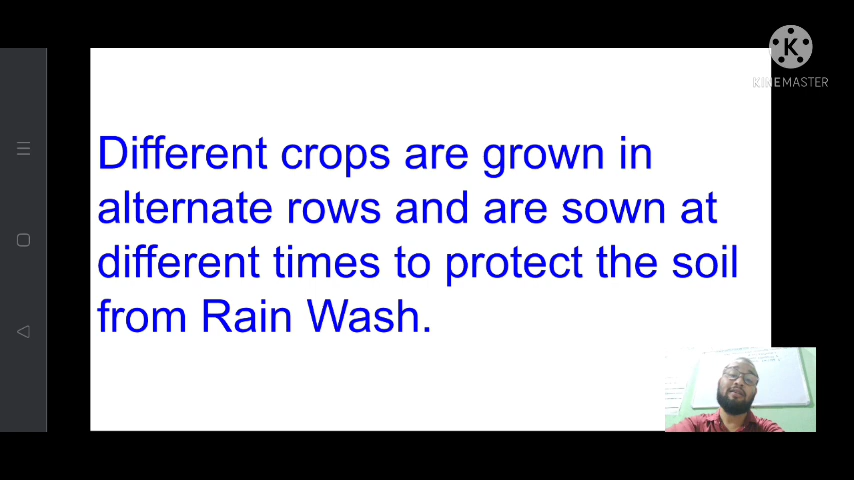 K
KINEMASTER
Different crops are grown in
alternate rows and are sown at
different times to protect the soil
from Rain Wash.